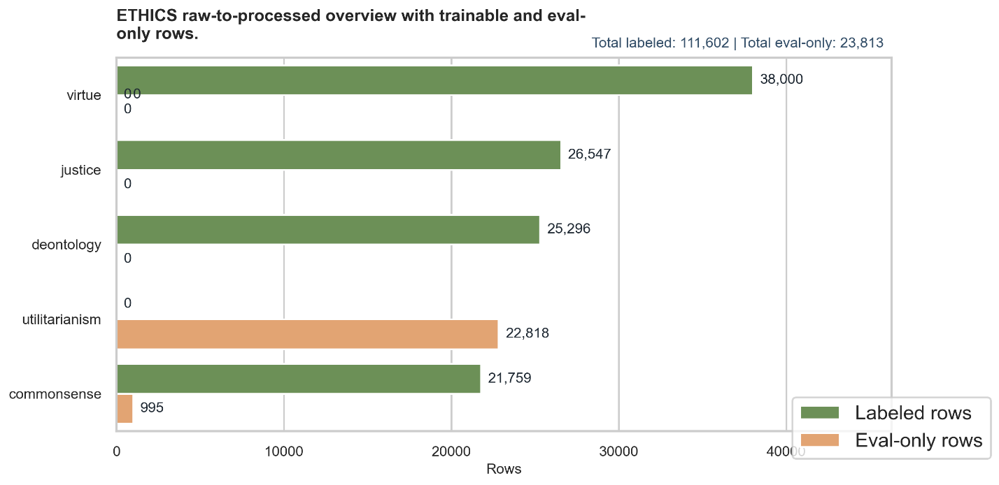 ETHICS raw-to-processed overview with trainable and eval-
only rows.
Total labeled: 111,602 | Total eval-only: 23,813
38,000
virtue
00
0
26,547
justice
0
25,296
deontology
0
0
utilitarianism
22,818
21,759
commonsense
995
Labeled rows
Eval-only rows
0 10000 20000 30000 40000
Rows